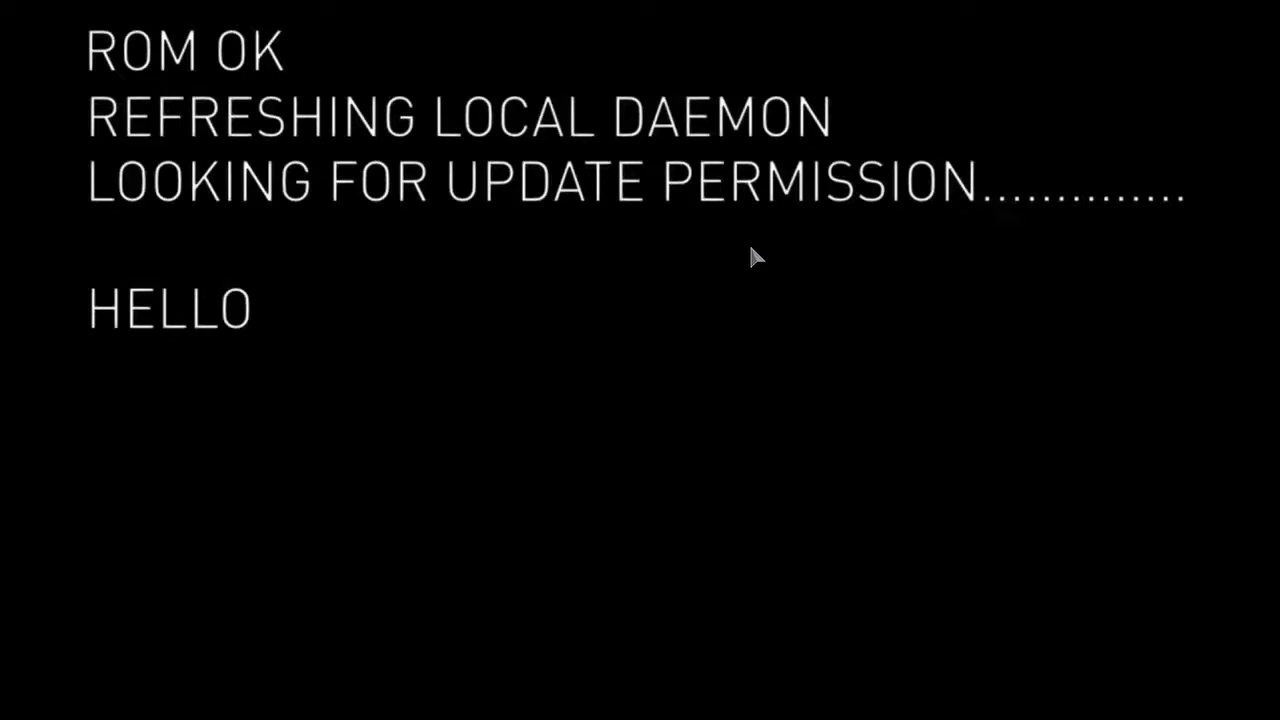 ROM OK
REFRESHING LOCAL DAEMON
LOOKING FOR UPDATE PERMISSION..............
HELLO